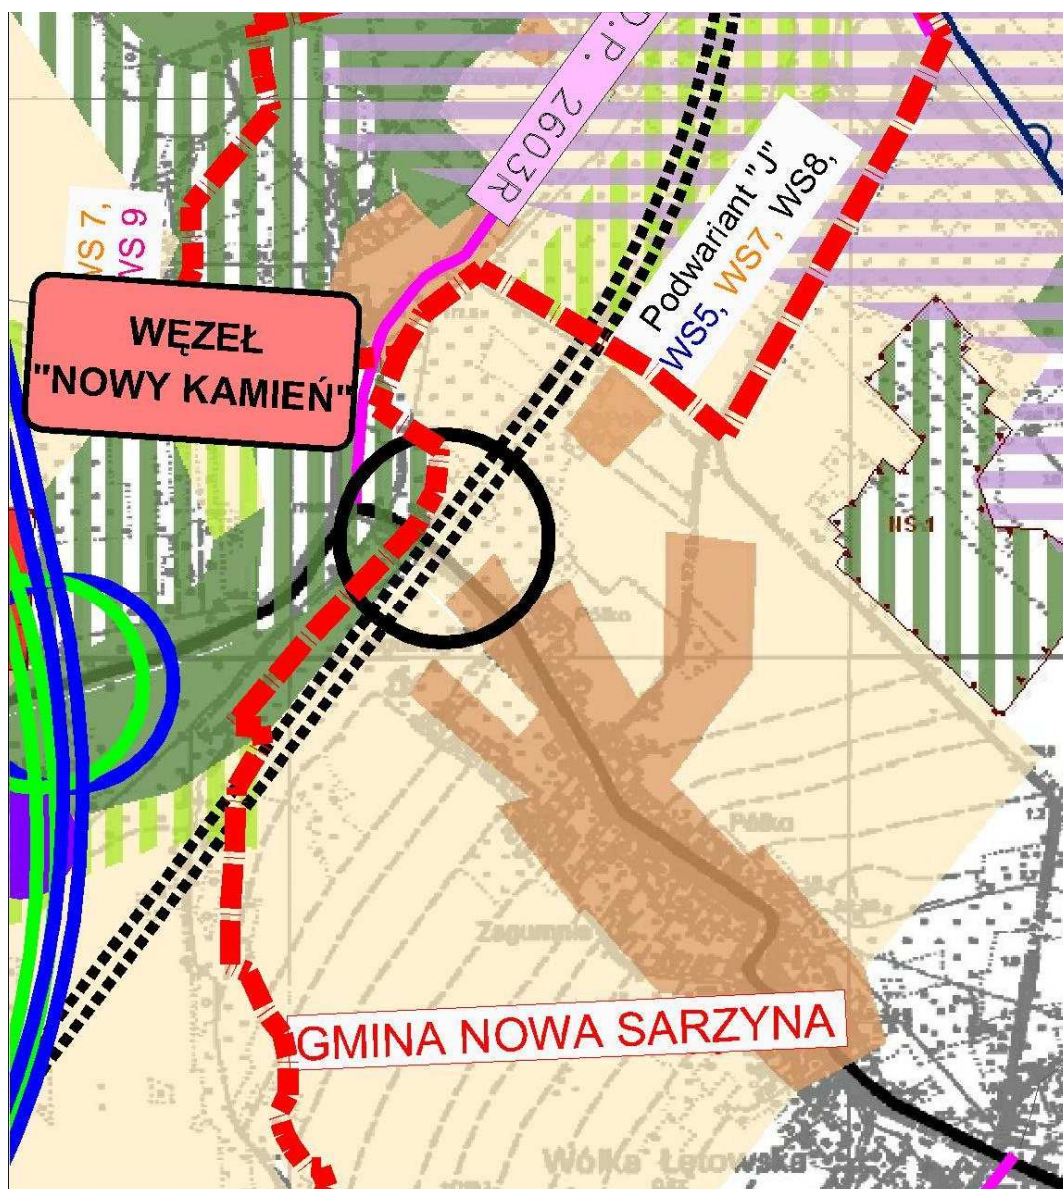 D.P. 2603R
Podwariant "J"
WS5, WS7, WS8,
WS 7,
WS 9
WĘZEŁ
"NOWY KAMIEŃ"
Pólko
Pólko
Zagumnie
GMINA NOWA SARZYNA
Wólka Łętowska